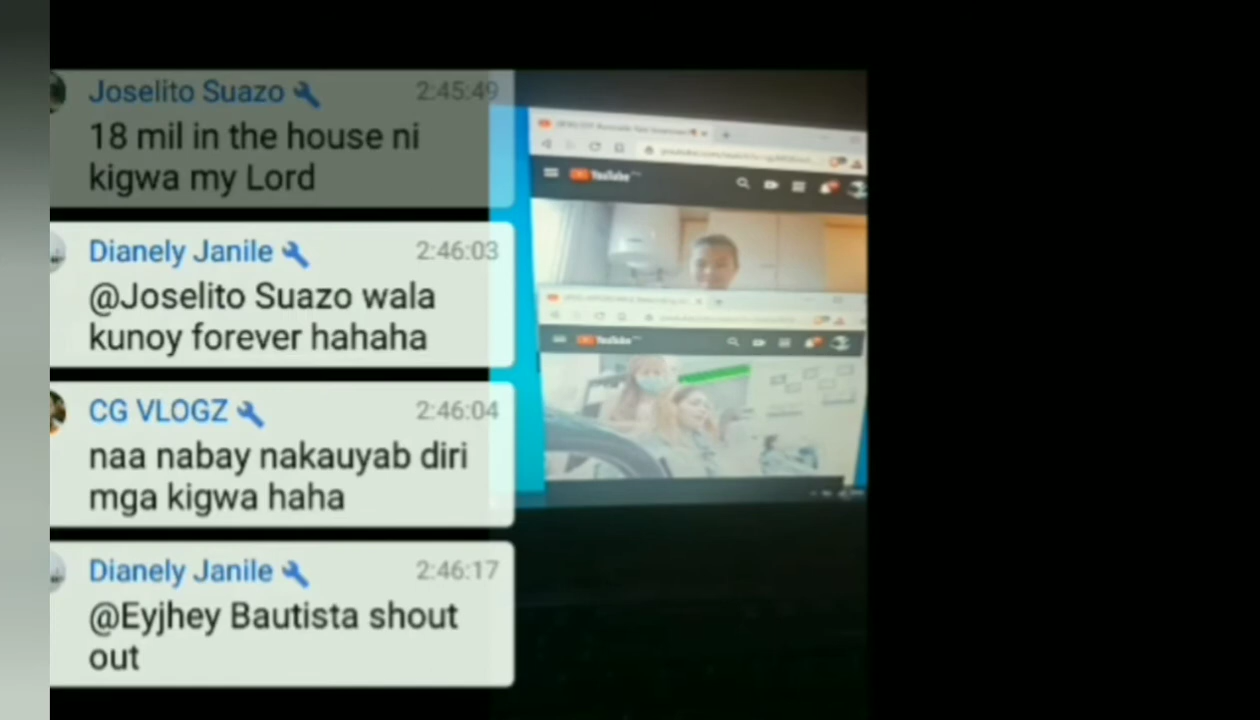 Joselito Suazo 2:45:49
18 mil in the house ni
kigwa my Lord
Dianely Janile 2:46:03
@Joselito Suazo wala
kunoy forever hahaha
CG VLOGZ 2:46:04
naa nabay nakauyab diri
mga kigwa haha
Dianely Janile 2:46:17
@Eyjhey Bautista shout
out
YouTube
YouTube